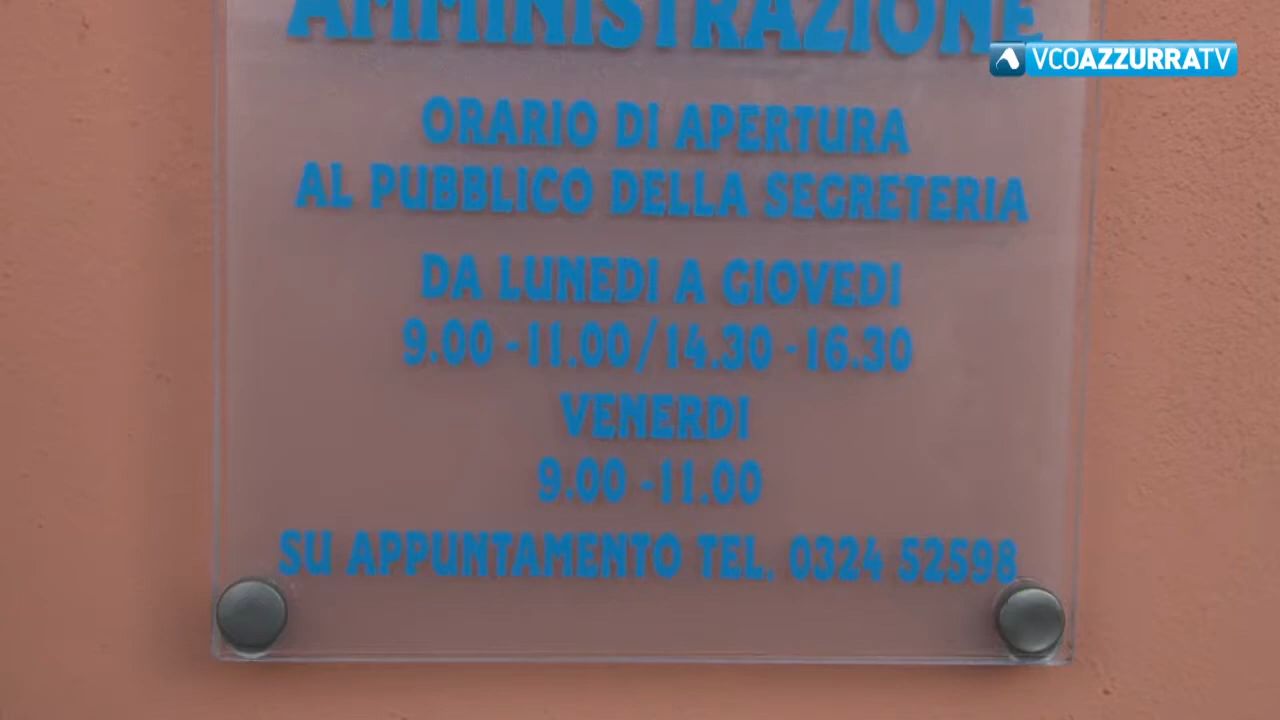 AMMINISTRAZIONE
VCOAZZURRATV
ORARIO DI APERTURA
AL PUBBLICO DELLA SEGRETERIA
DA LUNEDI A GIOVEDI
9.00 -11.00/14.30 -16.30
VENERDI
9.00 -11.00
SU APPUNTAMENTO TEL. 0324 52598